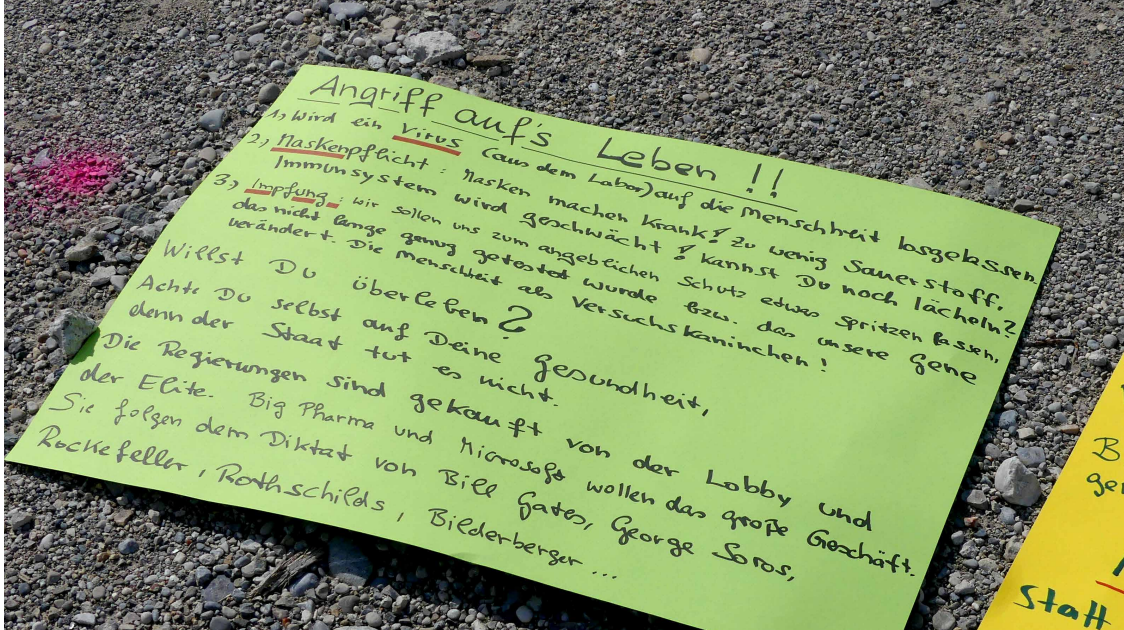 Angriff auf's Leben !!
1.) Wird ein Virus (aus dem Labor) auf die Menschheit losgelassen.
2.) Maskenpflicht : Masken machen krank! Zu wenig Sauerstoff,
Immunsystem wird geschwächt ! Kannst Du noch lächeln?
3.) Impfung : Wir sollen uns zum angeblichen Schutz etwas spritzen lassen,
das nicht lange genug getestet wurde bzw. das unsere Gene
verändert. Die Menschheit als Versuchskaninchen !
Willst Du überleben ?
Achte Du selbst auf Deine Gesundheit,
denn der Staat tut es nicht.
Die Regierungen sind gekauft von der Lobby und
der Elite. Big Pharma und Microsoft wollen das große Geschäft.
Sie folgen dem Diktat von Bill Gates, George Soros,
Rockefeller, Rothschilds, Bilderberger ...
B
ger
Statt